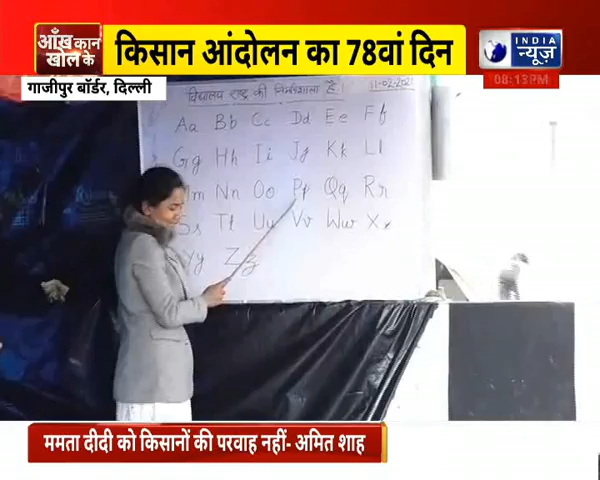 आँख कान
खोल के
किसान आंदोलन का 78वां दिन
INDIA
न्यूज़
08:13 PM
गाजीपुर बॉर्डर, दिल्ली
विद्यालय राष्ट्र की निर्माणशाला है। 11-02-2021
Aa Bb Cc Dd Ee Ff
Gg Hh Ii Jj Kk Ll
Mm Nn Oo Pp Qq Rr
Ss Tt Uu Vv Ww Xx
Yy Zz
ममता दीदी को किसानों की परवाह नहीं- अमित शाह